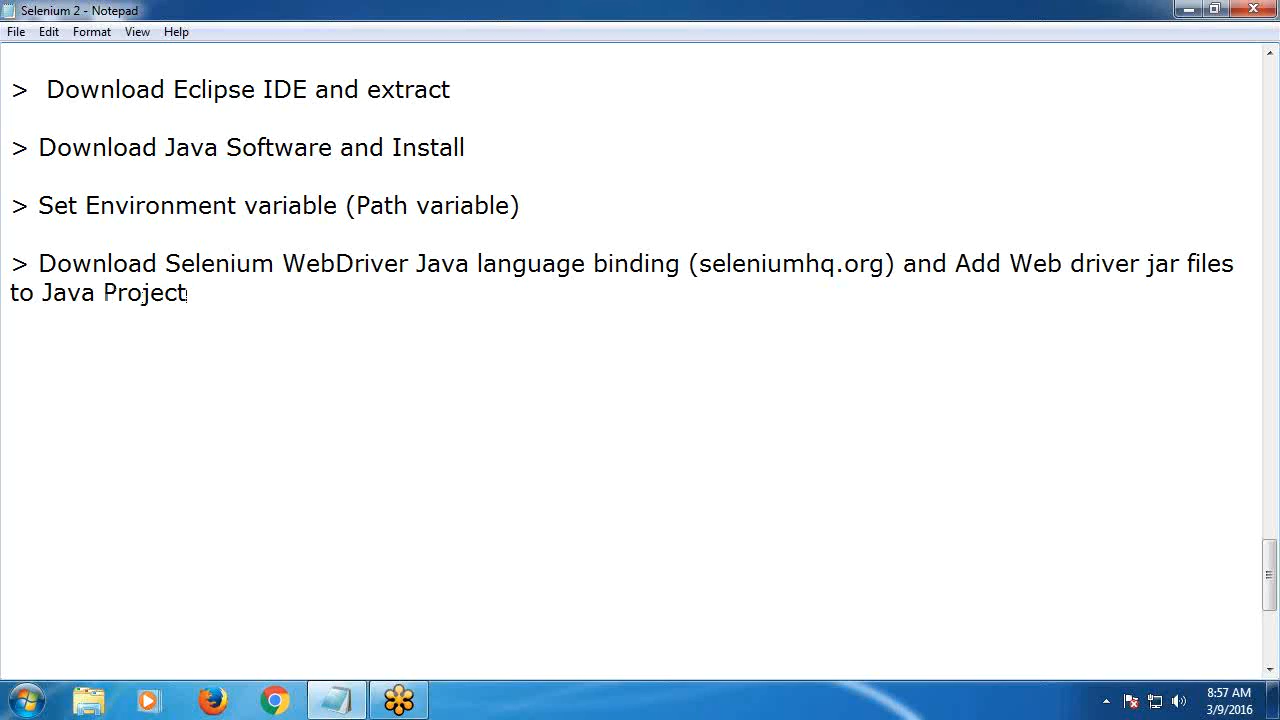 Selenium 2 - Notepad
File Edit Format View Help
> Download Eclipse IDE and extract
> Download Java Software and Install
> Set Environment variable (Path variable)
> Download Selenium WebDriver Java language binding (seleniumhq.org) and Add Web driver jar files
to Java Project
8:57 AM
3/9/2016